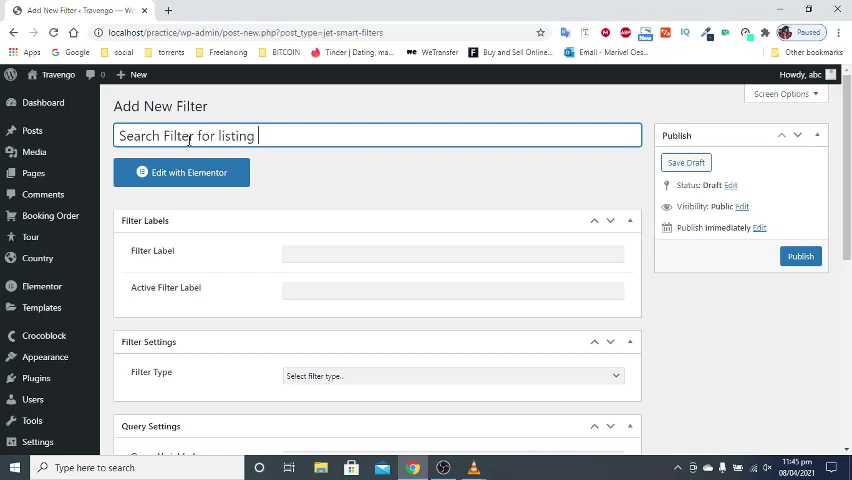 Add New Filter ‹ Travengo —
localhost/practice/wp-admin/post-new.php?post_type=jet-smart-filters
Paused
Apps Google social torrents Freelancing BITCOIN Tinder | Dating, mar... WeTransfer Buy and Sell Online... Email - Marivel Oes... Other bookmarks
Travengo 0 New Howdy, abc
Screen Options
Dashboard
Posts
Media
Pages
Comments
Booking Order
Tour
Country
Elementor
Templates
Crocoblock
Appearance
Plugins
Users
Tools
Settings
Add New Filter
Search Filter for listing
Edit with Elementor
Filter Labels
Filter Label
Active Filter Label
Filter Settings
Filter Type Select filter type...
Query Settings
Publish
Save Draft
Status: Draft Edit
Visibility: Public Edit
Publish Immediately Edit
Publish
Type here to search
11:45 pm
08/04/2021